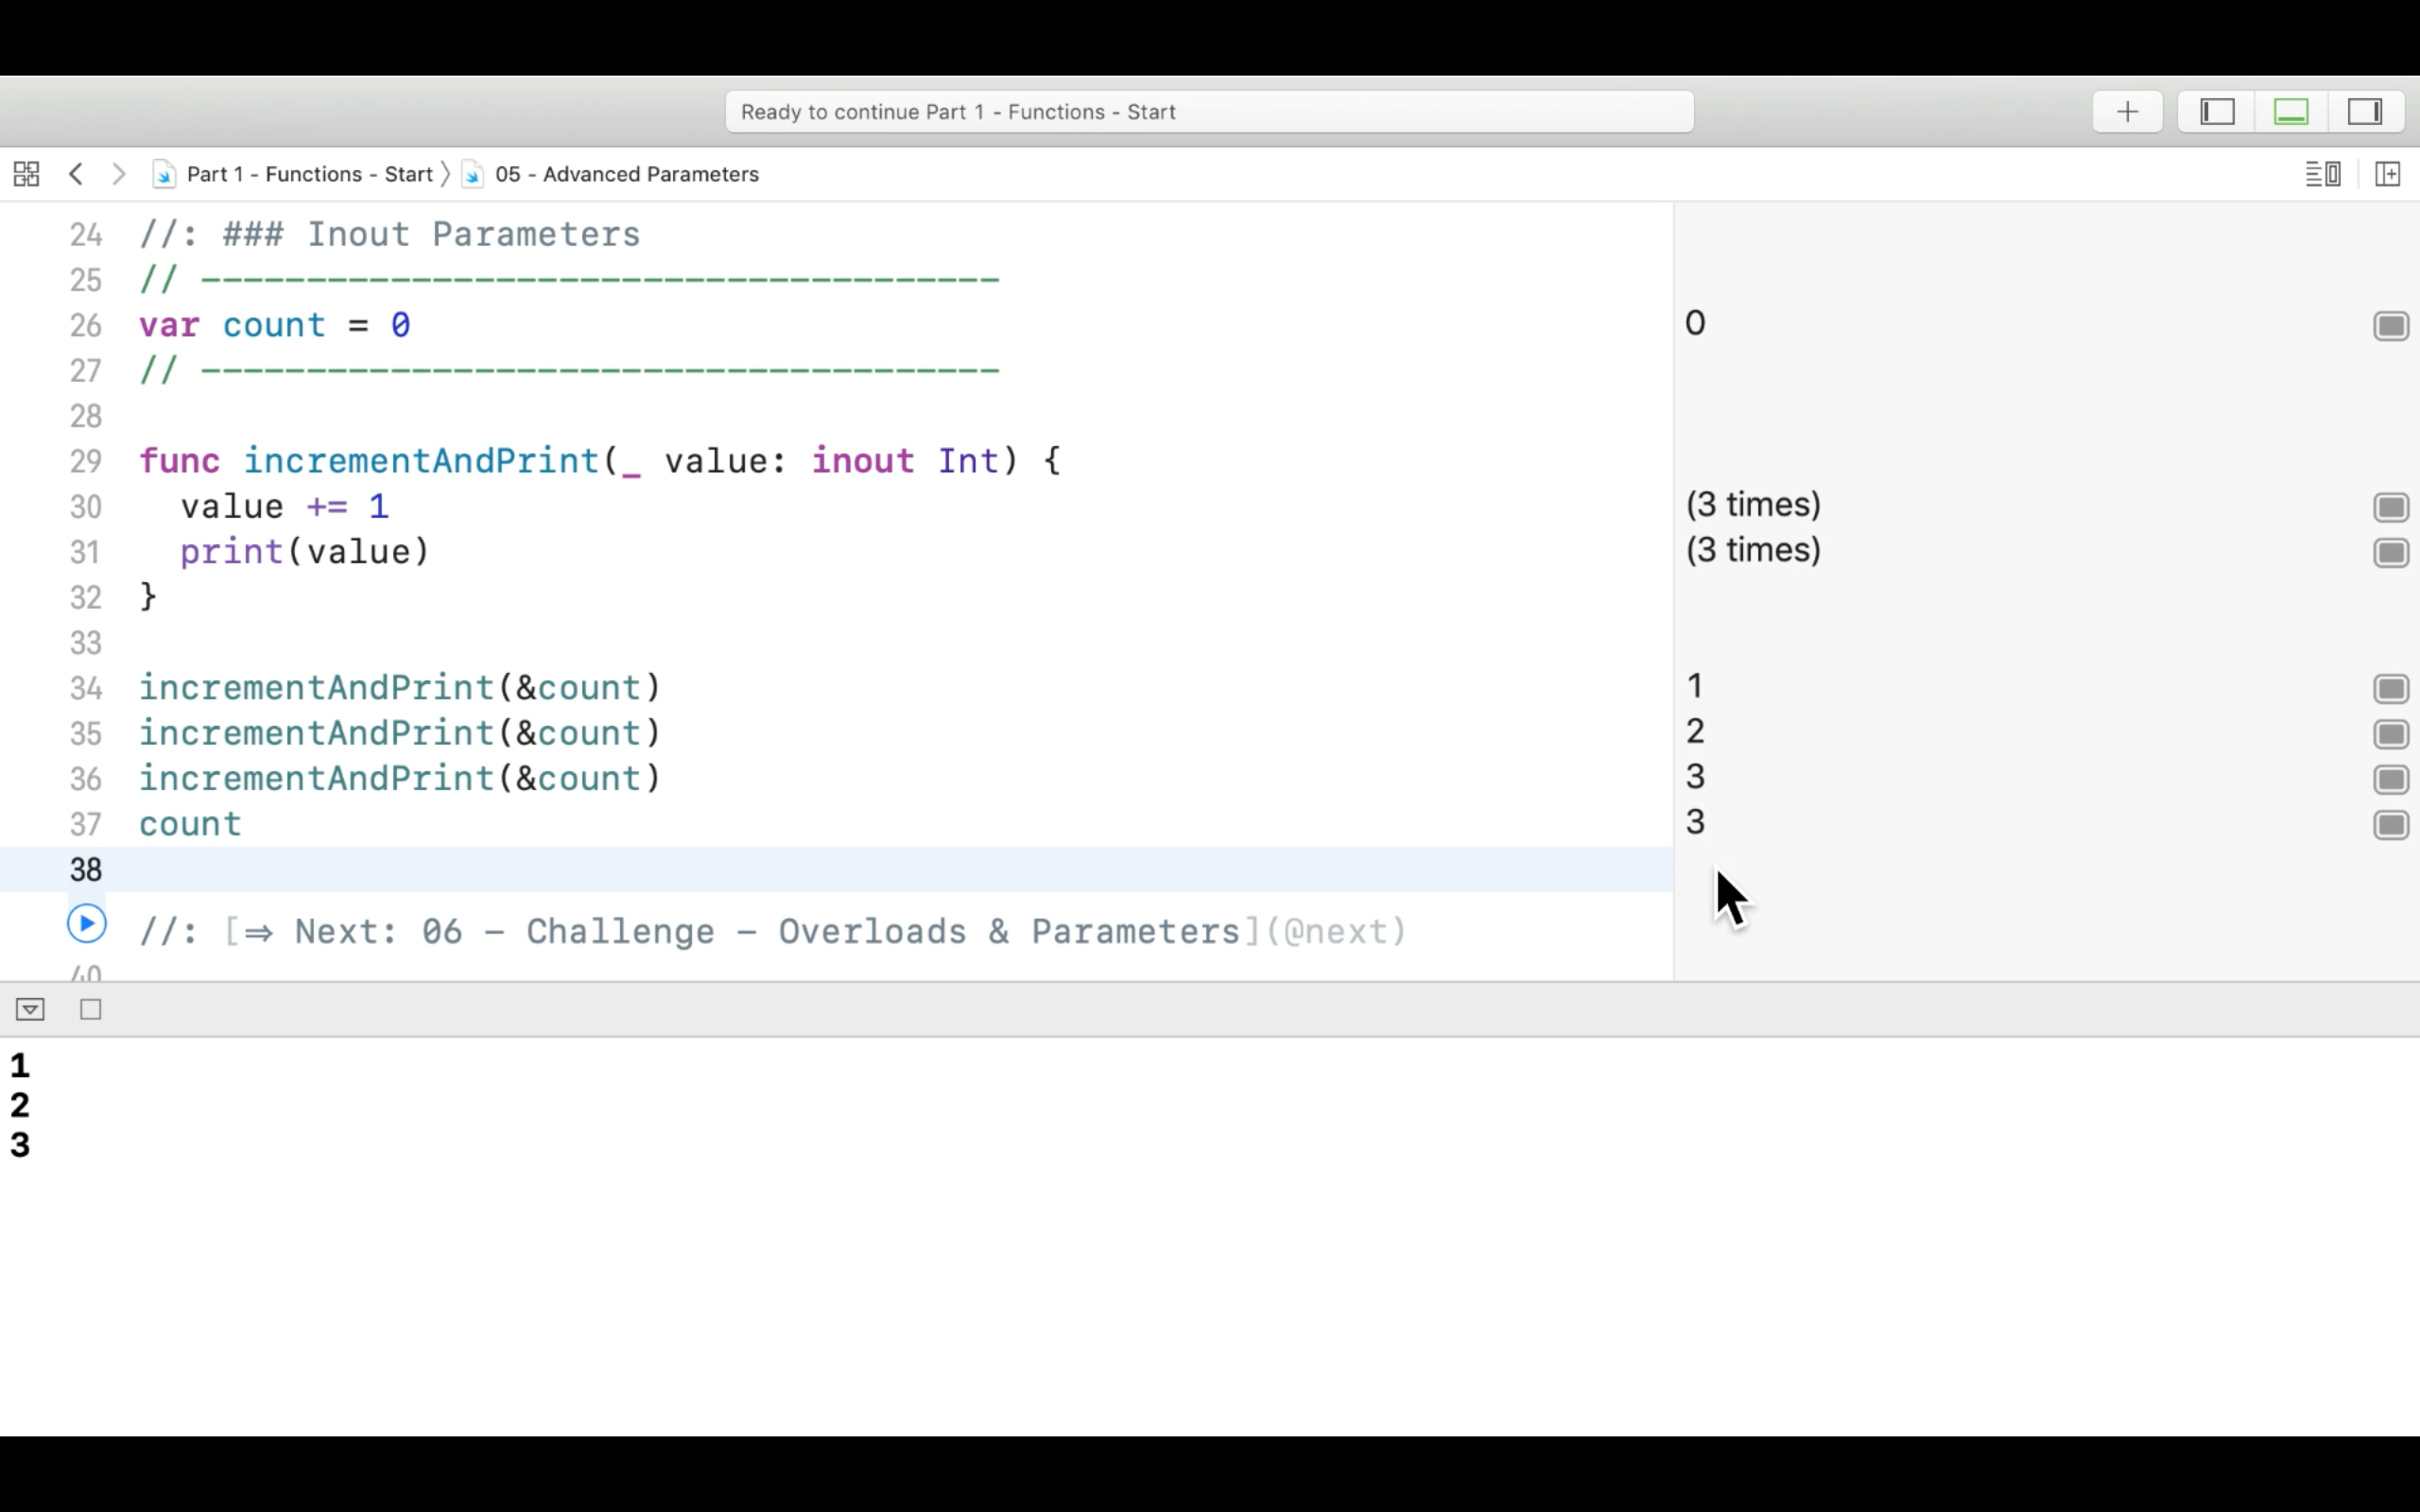 Ready to continue Part 1 - Functions - Start
Part 1 - Functions - Start 〉 05 - Advanced Parameters
24 //: ### Inout Parameters
25 // --------------------------------------
26 var count = 0 0
27 // --------------------------------------
28
29 func incrementAndPrint(_ value: inout Int) {
30 value += 1 (3 times)
31 print(value) (3 times)
32 }
33
34 incrementAndPrint(&count) 1
35 incrementAndPrint(&count) 2
36 incrementAndPrint(&count) 3
37 count 3
38
//: [⇒ Next: 06 - Challenge - Overloads & Parameters](@next)
40
1
2
3